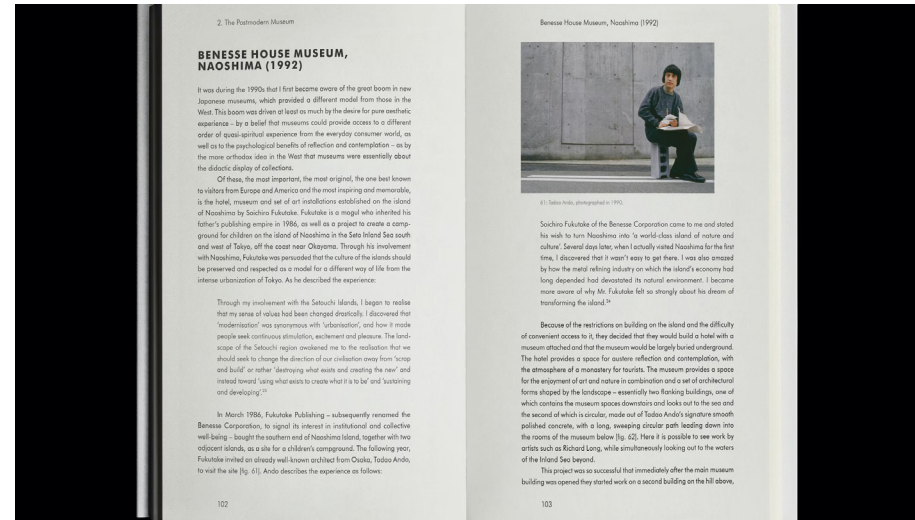 2. The Postmodern Museum
BENESSE HOUSE MUSEUM,
NAOSHIMA (1992)
It was during the 1990s that I first became aware of the great boom in new
Japanese museums, which provided a different model from those in the
West. This boom was driven at least as much by the desire for pure aesthetic
experience – by a belief that museums could provide access to a different
order of quasi-spiritual experience from the everyday consumer world, as
well as to the psychological benefits of reflection and contemplation – as by
the more orthodox idea in the West that museums were essentially about
the didactic display of collections.
Of these, the most important, the most original, the one best known
to visitors from Europe and America and the most inspiring and memorable,
is the hotel, museum and set of art installations established on the island
of Naoshima by Soichiro Fukutake. Fukutake is a mogul who inherited his
father's publishing empire in 1986, as well as a project to create a camp-
ground for children on the island of Naoshima in the Seto Inland Sea south
and west of Tokyo, off the coast near Okayama. Through his involvement
with Naoshima, Fukutake was persuaded that the culture of the islands should
be preserved and respected as a model for a different way of life from the
intense urbanization of Tokyo. As he described the experience:
Through my involvement with the Setouchi Islands, I began to realise
that my sense of values had been changed drastically. I discovered that
'modernisation' was synonymous with 'urbanisation', and how it made
people seek continuous stimulation, excitement and pleasure. The land-
scape of the Setouchi region awakened me to the realisation that we
should seek to change the direction of our civilisation away from 'scrap
and build' or rather 'destroying what exists and creating the new' and
instead toward 'using what exists to create what it is to be' and 'sustaining
and developing'.
In March 1986, Fukutake Publishing – subsequently renamed the
Benesse Corporation, to signal its interest in institutional and collective
well-being – bought the southern end of Naoshima Island, together with two
adjacent islands, as a site for a children's campground. The following year,
Fukutake invited an already well-known architect from Osaka, Tadao Ando,
to visit the site [fig. 61]. Ando describes the experience as follows:
102
Benesse House Museum, Naoshima (1992)
61: Tadao Ando, photographed in 1990.
Soichiro Fukutake of the Benesse Corporation came to me and stated
his wish to turn Naoshima into 'a world-class island of nature and
culture'. Several days later, when I actually visited Naoshima for the first
time, I discovered that it wasn't easy to get there. I was also amazed
by how the metal refining industry on which the island's economy had
long depended had devastated its natural environment. I became
more aware of why Mr. Fukutake felt so strongly about his dream of
transforming the island.
Because of the restrictions on building on the island and the difficulty
of convenient access to it, they decided that they would build a hotel with a
museum attached and that the museum would be largely buried underground.
The hotel provides a space for austere reflection and contemplation, with
the atmosphere of a monastery for tourists. The museum provides a space
for the enjoyment of art and nature in combination and a set of architectural
forms shaped by the landscape – essentially two flanking buildings, one of
which contains the museum spaces downstairs and looks out to the sea and
the second of which is circular, made out of Tadao Ando's signature smooth
polished concrete, with a long, sweeping circular path leading down into
the rooms of the museum below [fig. 62]. Here it is possible to see work by
artists such as Richard Long, while simultaneously looking out to the waters
of the Inland Sea beyond.
This project was so successful that immediately after the main museum
building was opened they started work on a second building on the hill above,
103